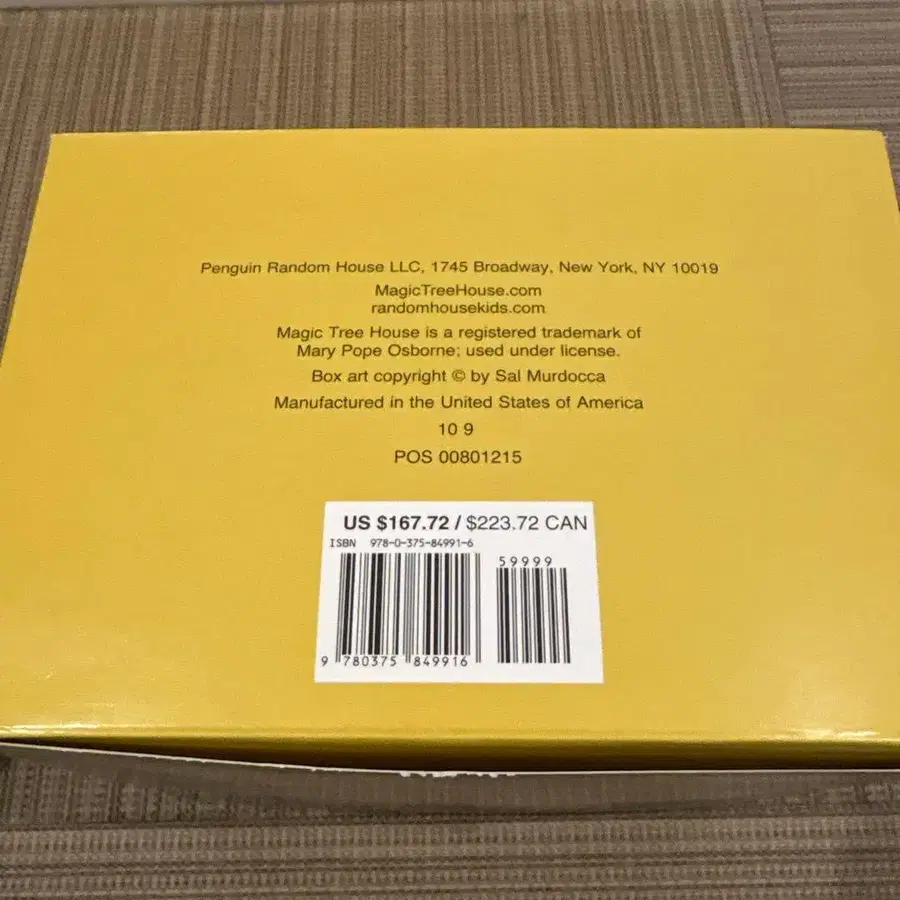 Penguin Random House LLC, 1745 Broadway, New York, NY 10019
MagicTreeHouse.com
randomhousekids.com
Magic Tree House is a registered trademark of
Mary Pope Osborne; used under license.
Box art copyright © by Sal Murdocca
Manufactured in the United States of America
10 9
POS 00801215
US $167.72 / $223.72 CAN
ISBN 978-0-375-84991-6
59999
9 780375 849916